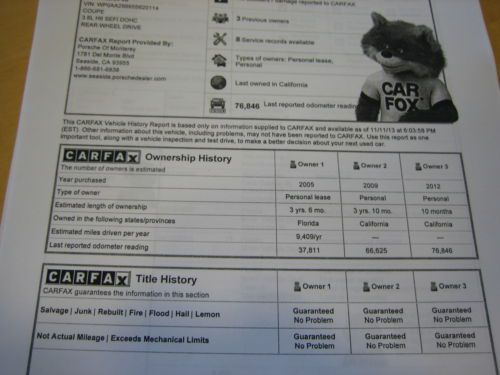 VIN: WP0AA299X5S620114
COUPE
3.8L H6 SEFI DOHC
REAR WHEEL DRIVE
CARFAX Report Provided By:
Porsche Of Monterey
1781 Del Monte Blvd
Seaside, CA 93955
www.seaside.porschedealer.com
damage reported to CARFAX
3 Previous owners
8 Service records available
Types of owners: Personal lease,
Personal
Last owned in California
76,846 Last reported odometer reading
CAR
FOX
This CARFAX Vehicle History Report is based only on information supplied to CARFAX and available as of 11/11/13 at 6:03:58 PM
(EST). Other information about this vehicle, including problems, may not have been reported to CARFAX. Use this report as one
important tool, along with a vehicle inspection and test drive, to make a better decision about your next used car.
CARFAX Ownership History
The number of owners is estimated
Owner 1 Owner 2 Owner 3
Year purchased 2005 2009 2012
Type of owner Personal lease Personal Personal
Estimated length of ownership 3 yrs. 6 mo. 3 yrs. 10 mo. 10 months
Owned in the following states/provinces Florida California California
Estimated miles driven per year 9,409/yr --- ---
Last reported odometer reading 37,811 66,625 76,846
CARFAX Title History
CARFAX guarantees the information in this section
Owner 1 Owner 2 Owner 3
Salvage | Junk | Rebuilt | Fire | Flood | Hail | Lemon Guaranteed Guaranteed Guaranteed
No Problem No Problem No Problem
Not Actual Mileage | Exceeds Mechanical Limits Guaranteed Guaranteed Guaranteed
No Problem No Problem No Problem